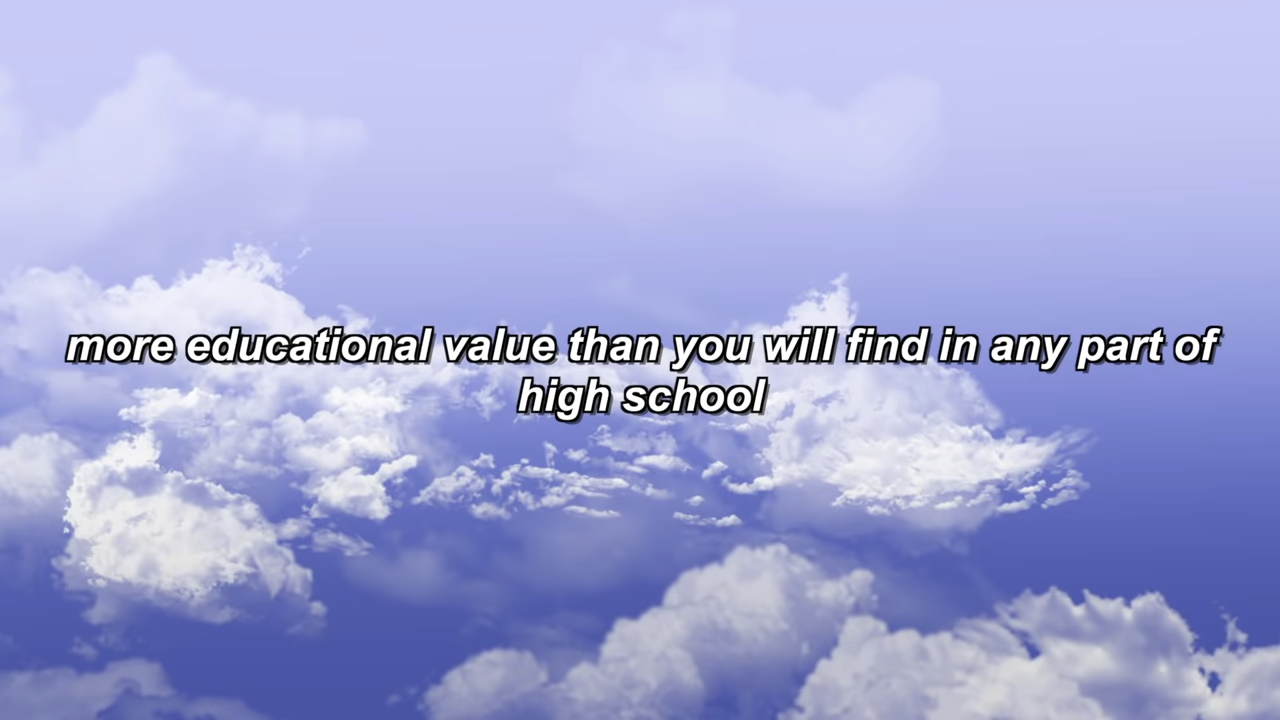 more educational value than you will find in any part of
high school